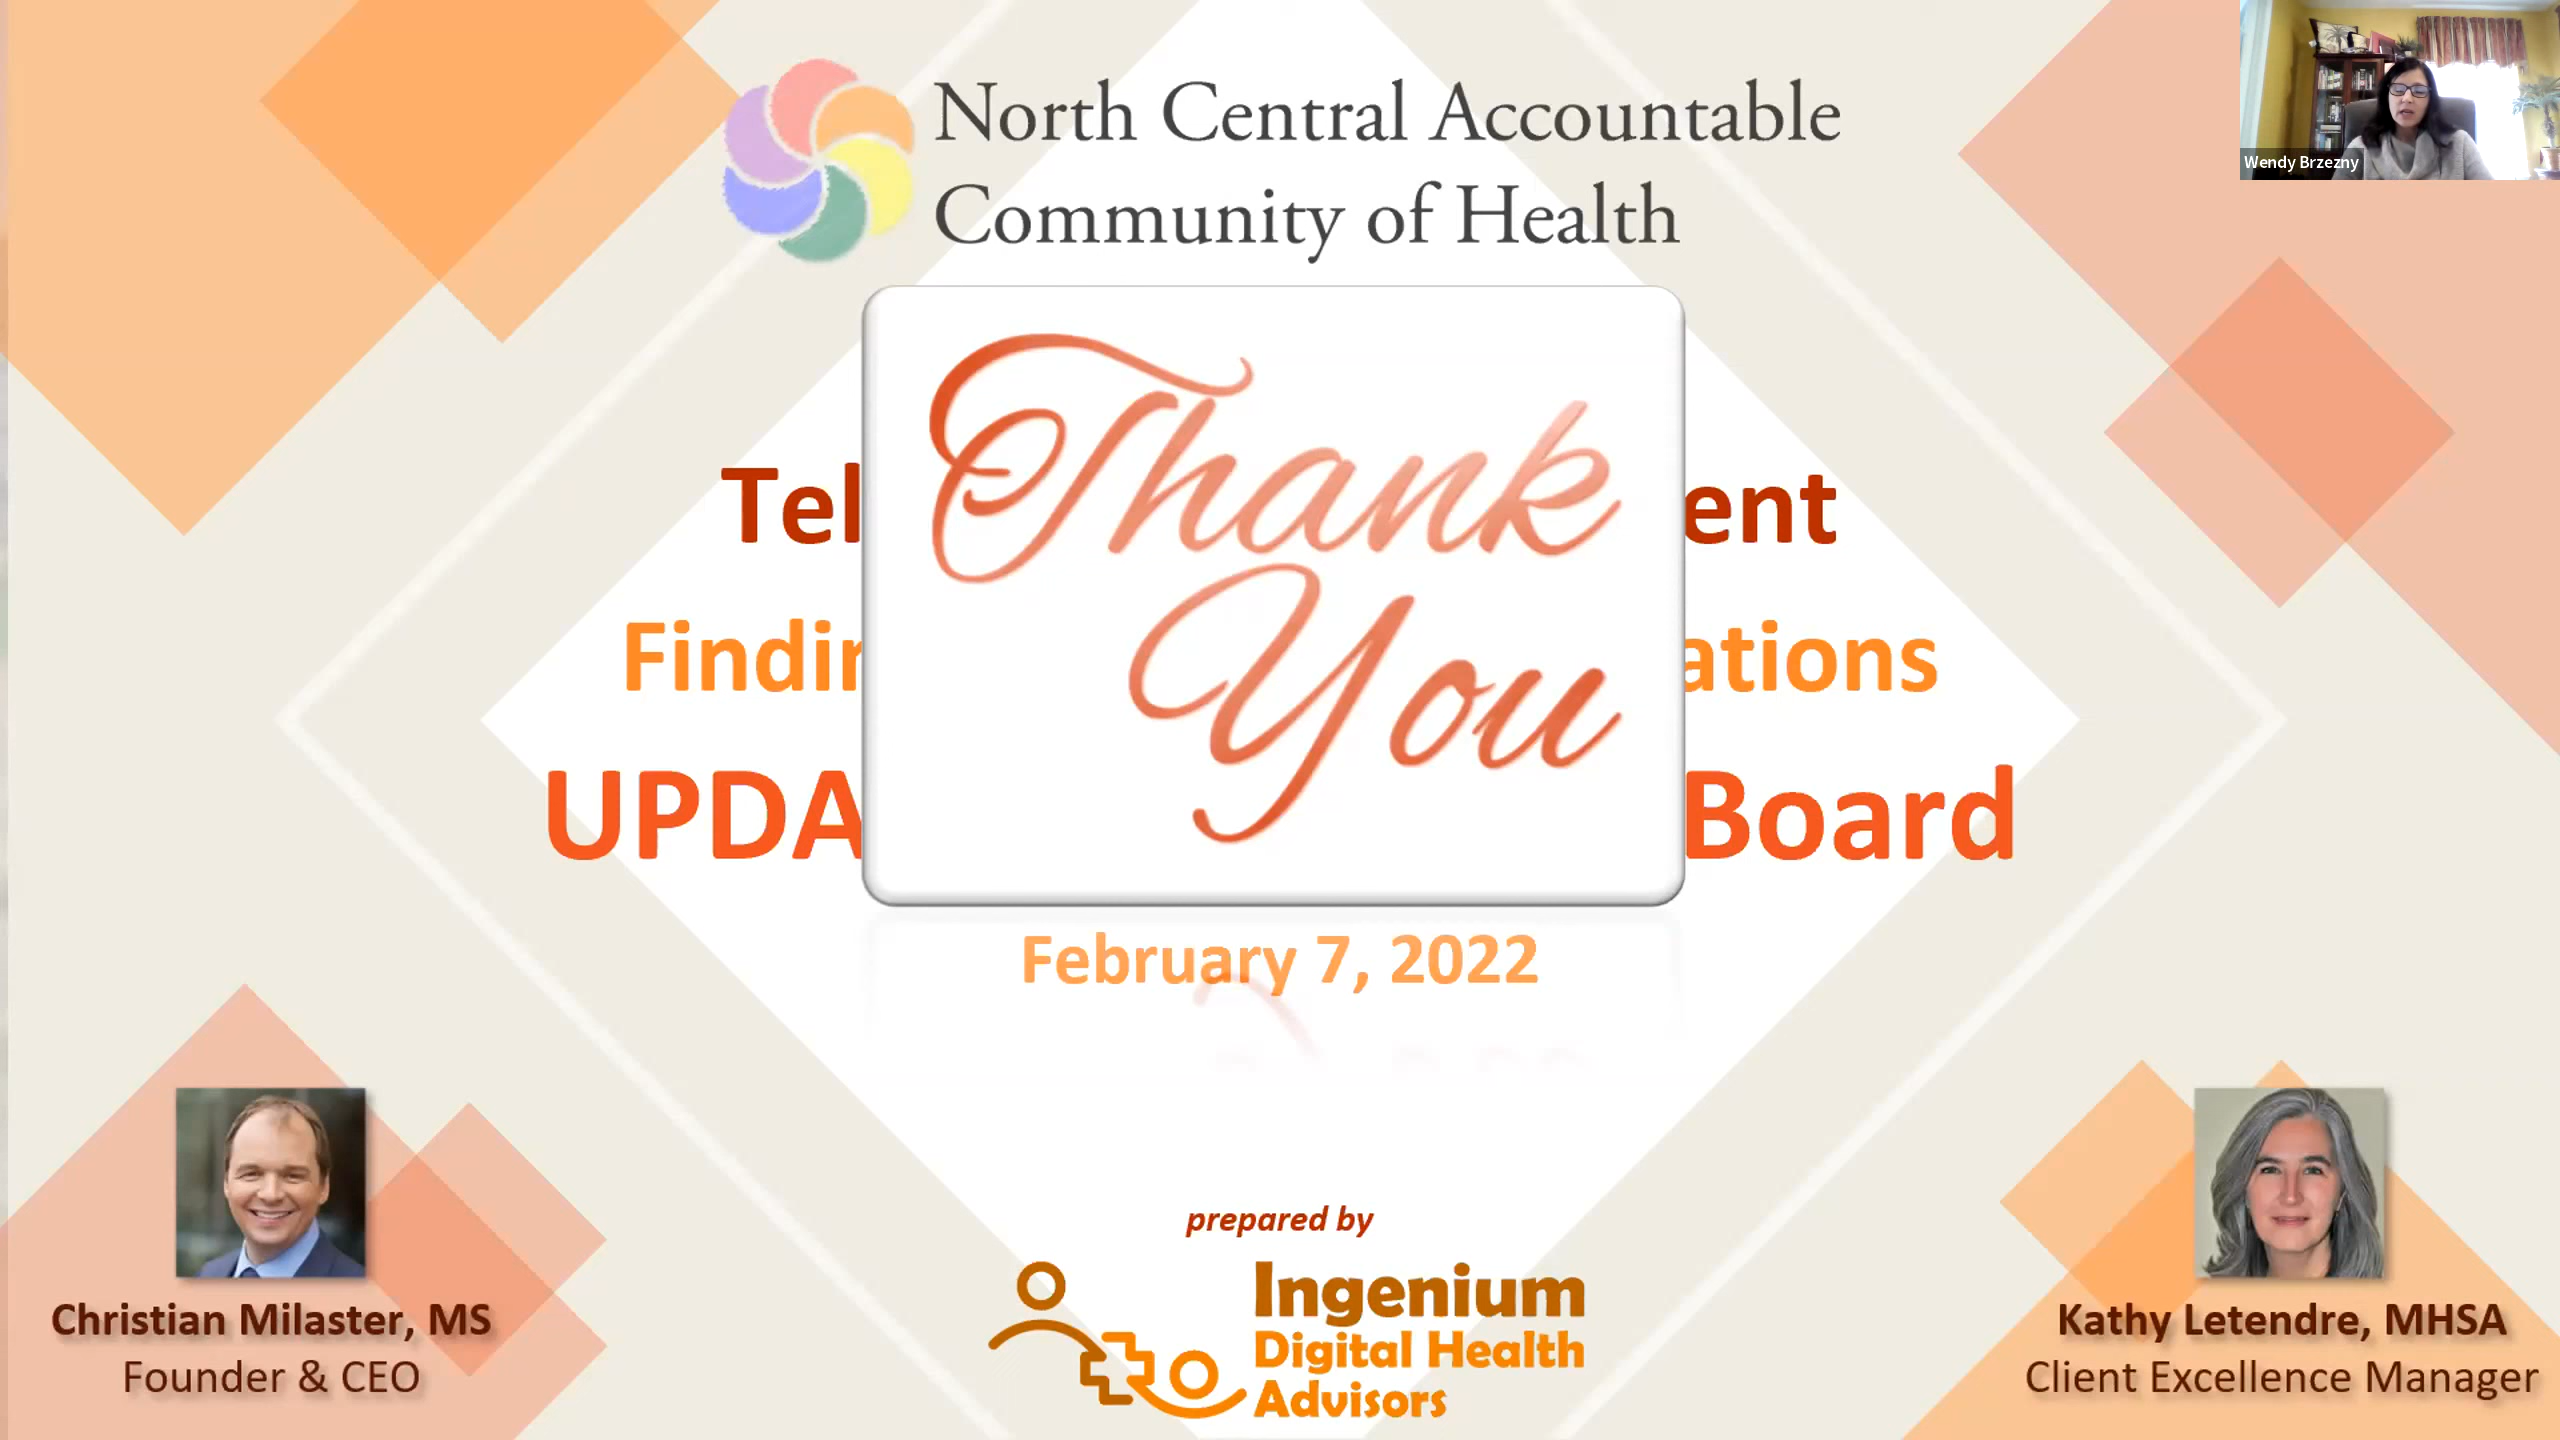 North Central Accountable
Community of Health
Wendy Brzezny
Thank
You
Tel ent
Findin ations
UPDA Board
February 7, 2022
prepared by
Ingenium
Digital Health
Advisors
Christian Milaster, MS
Founder & CEO
Kathy Letendre, MHSA
Client Excellence Manager